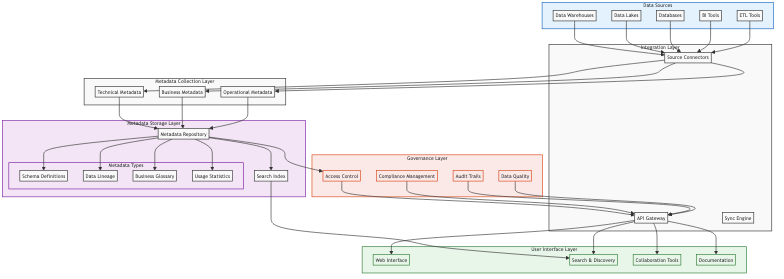 Data Sources
Data Warehouses
Data Lakes
Databases
BI Tools
ETL Tools
Integration Layer
Source Connectors
Metadata Collection Layer
Technical Metadata
Business Metadata
Operational Metadata
Metadata Storage Layer
Metadata Repository
Metadata Types
Schema Definitions
Data Lineage
Business Glossary
Usage Statistics
Search Index
Governance Layer
Access Control
Compliance Management
Audit Trails
Data Quality
API Gateway
Sync Engine
User Interface Layer
Web Interface
Search & Discovery
Collaboration Tools
Documentation